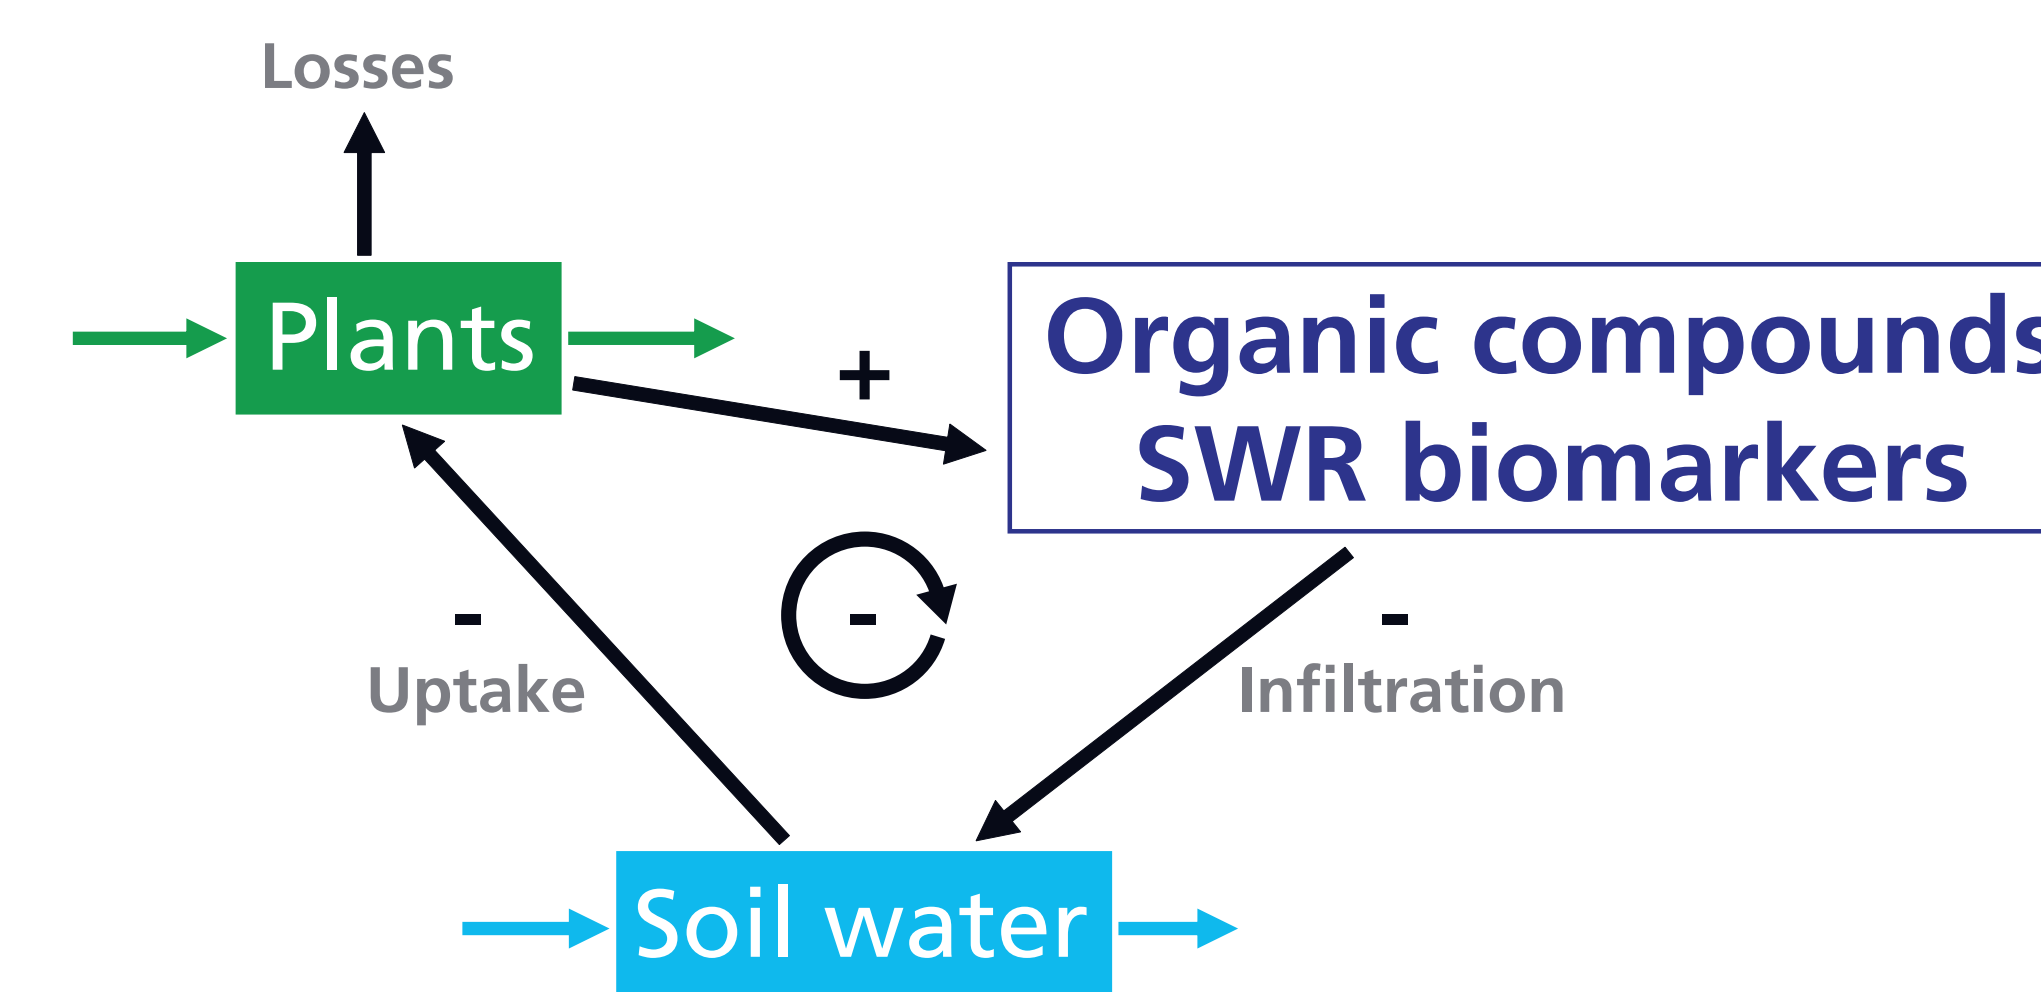 Losses
Plants
+
Organic compounds
SWR biomarkers
-
-
-
Uptake
Infiltration
Soil water